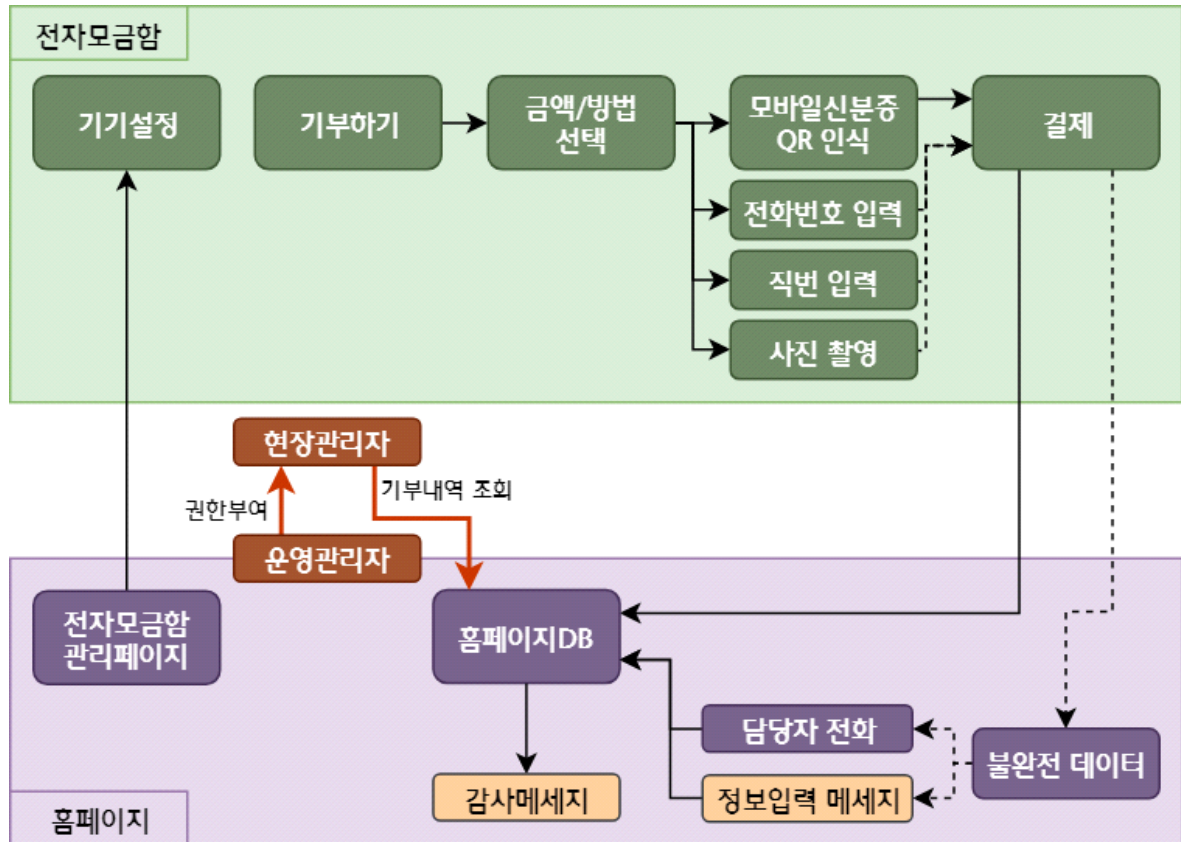 전자모금함
기기설정
기부하기
금액/방법
선택
모바일신분증
QR 인식
결제
전화번호 입력
직번 입력
사진 촬영
현장관리자
기부내역 조회
권한부여
운영관리자
전자모금함
관리페이지
홈페이지DB
담당자 전화
불완전 데이터
감사메세지
정보입력 메세지
홈페이지